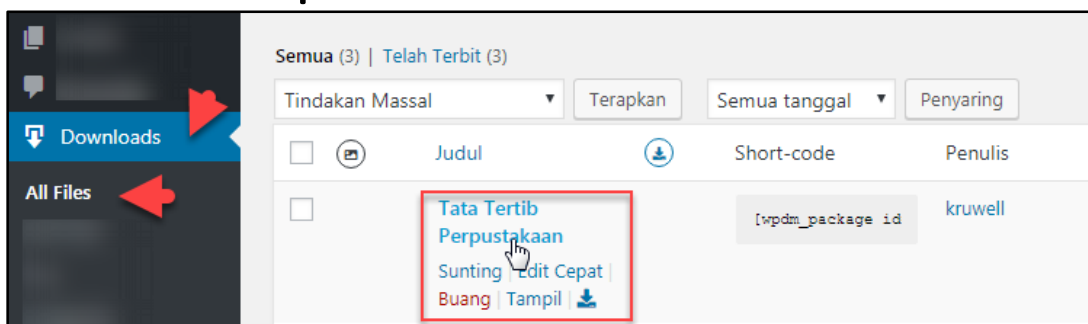 Semua (3) | Telah Terbit (3)
Tindakan Massal Terapkan Semua tanggal Penyaring
Downloads
Judul Short-code Penulis
All Files
Tata Tertib Perpustakaan
[wpdm_package id
kruwell
Sunting | Edit Cepat |
Buang | Tampil |